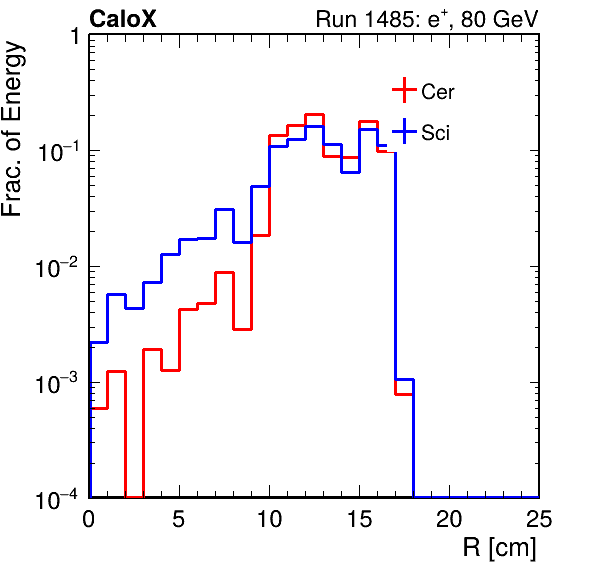 CaloX Run 1485: e⁺, 80 GeV
Frac. of Energy
1
10⁻¹
10⁻²
10⁻³
10⁻⁴
Cer
Sci
0 5 10 15 20 25
R [cm]